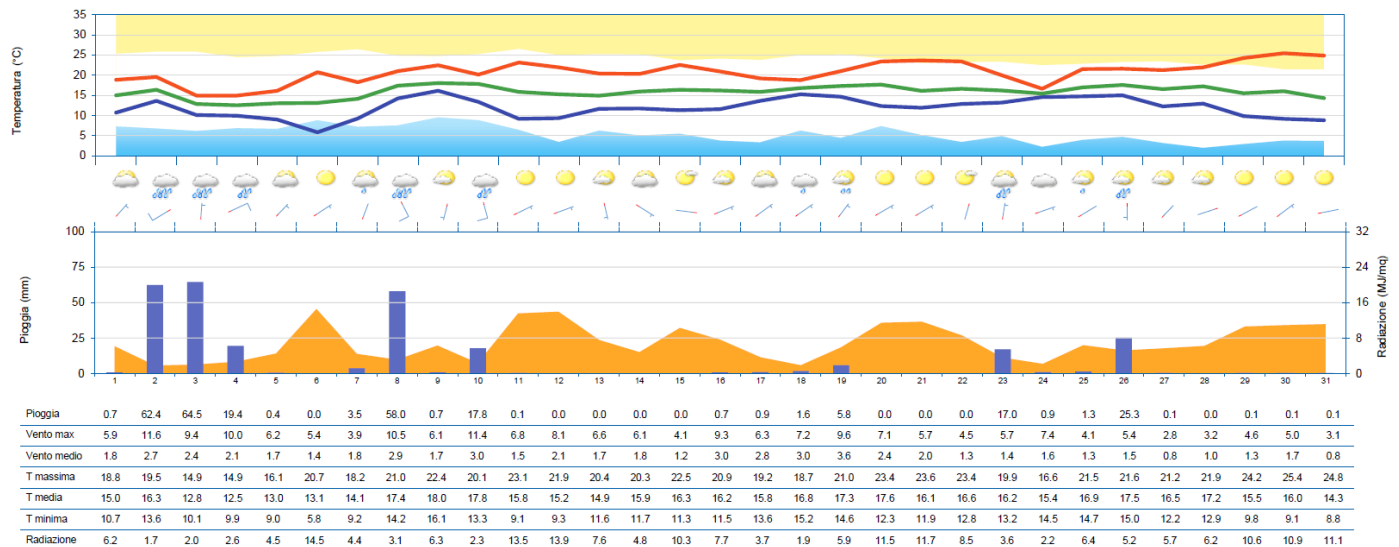 35
30
25
20
15
10
5
0
Temperatura (°C)
100 32
75 24
50 16
25 8
0 0
Pioggia (mm)
Radiazione (MJ/mq)
1 2 3 4 5 6 7 8 9 10 11 12 13 14 15 16 17 18 19 20 21 22 23 24 25 26 27 28 29 30 31
Pioggia 0.7 62.4 64.5 19.4 0.4 0.0 3.5 58.0 0.7 17.8 0.1 0.0 0.0 0.0 0.0 0.7 0.9 1.6 5.8 0.0 0.0 0.0 17.0 0.9 1.3 25.3 0.1 0.0 0.1 0.1 0.1
Vento max 5.9 11.6 9.4 10.0 6.2 5.4 3.9 10.5 6.1 11.4 6.8 8.1 6.6 6.1 4.1 9.3 6.3 7.2 9.6 7.1 5.7 4.5 5.7 7.4 4.1 5.4 2.8 3.2 4.6 5.0 3.1
Vento medio 1.8 2.7 2.4 2.1 1.7 1.4 1.8 2.9 1.7 3.0 1.5 2.1 1.7 1.8 1.2 3.0 2.8 3.0 3.6 2.4 2.0 1.3 1.4 1.6 1.3 1.5 0.8 1.0 1.3 1.7 0.8
T massima 18.8 19.5 14.9 14.9 16.1 20.7 18.2 21.0 22.4 20.1 23.1 21.9 20.4 20.3 22.5 20.9 19.2 18.7 21.0 23.4 23.6 23.4 19.9 16.6 21.5 21.6 21.2 21.9 24.2 25.4 24.8
T media 15.0 16.3 12.8 12.5 13.0 13.1 14.1 17.4 18.0 17.8 15.8 15.2 14.9 15.9 16.3 16.2 15.8 16.8 17.3 17.6 16.1 16.6 16.2 15.4 16.9 17.5 16.5 17.2 15.5 16.0 14.3
T minima 10.7 13.6 10.1 9.9 9.0 5.8 9.2 14.2 16.1 13.3 9.1 9.3 11.6 11.7 11.3 11.5 13.6 15.2 14.6 12.3 11.9 12.8 13.2 14.5 14.7 15.0 12.2 12.9 9.8 9.1 8.8
Radiazione 6.2 1.7 2.0 2.6 4.5 14.5 4.4 3.1 6.3 2.3 13.5 13.9 7.6 4.8 10.3 7.7 3.7 1.9 5.9 11.5 11.7 8.5 3.6 2.2 6.4 5.2 5.7 6.2 10.6 10.9 11.1